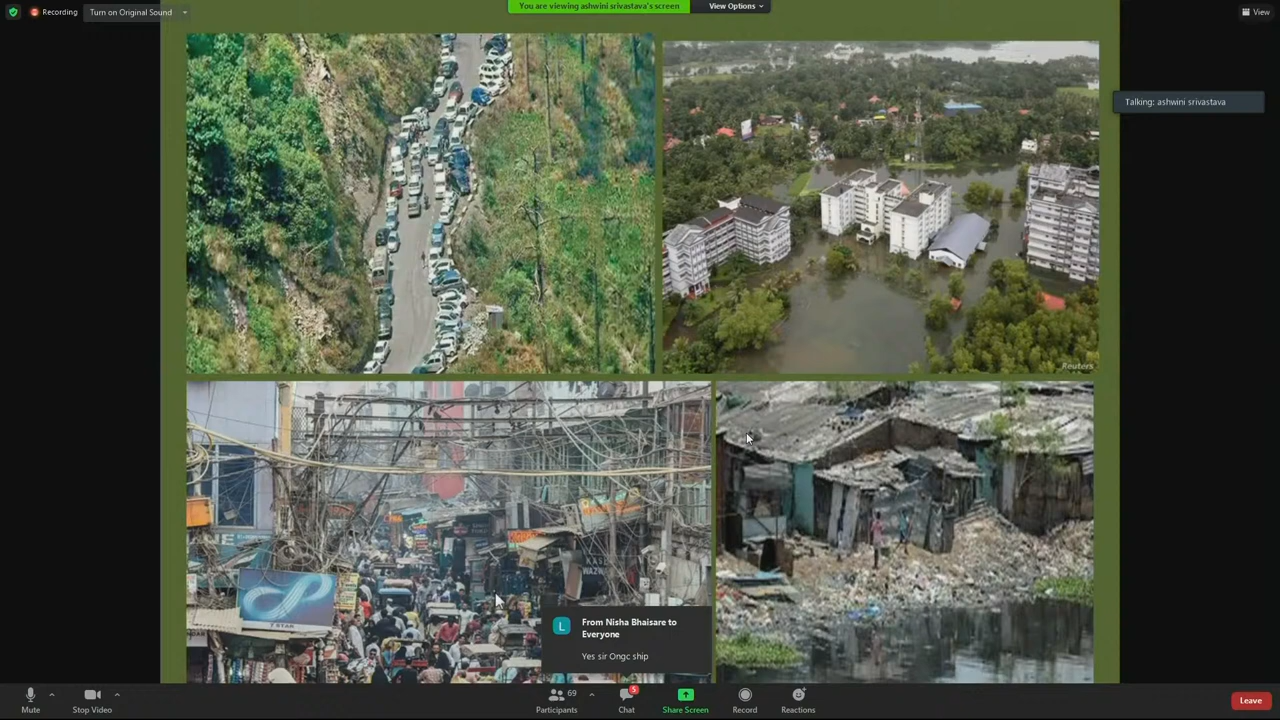 Recording
Turn on Original Sound
You are viewing ashwini srivastava's screen
View Options
View
Talking: ashwini srivastava
Reuters
7 STAR
L
From Nisha Bhaisare to
Everyone
Yes sir Ongc ship
Mute
Stop Video
69
Participants
5
Chat
Share Screen
Record
Reactions
Leave